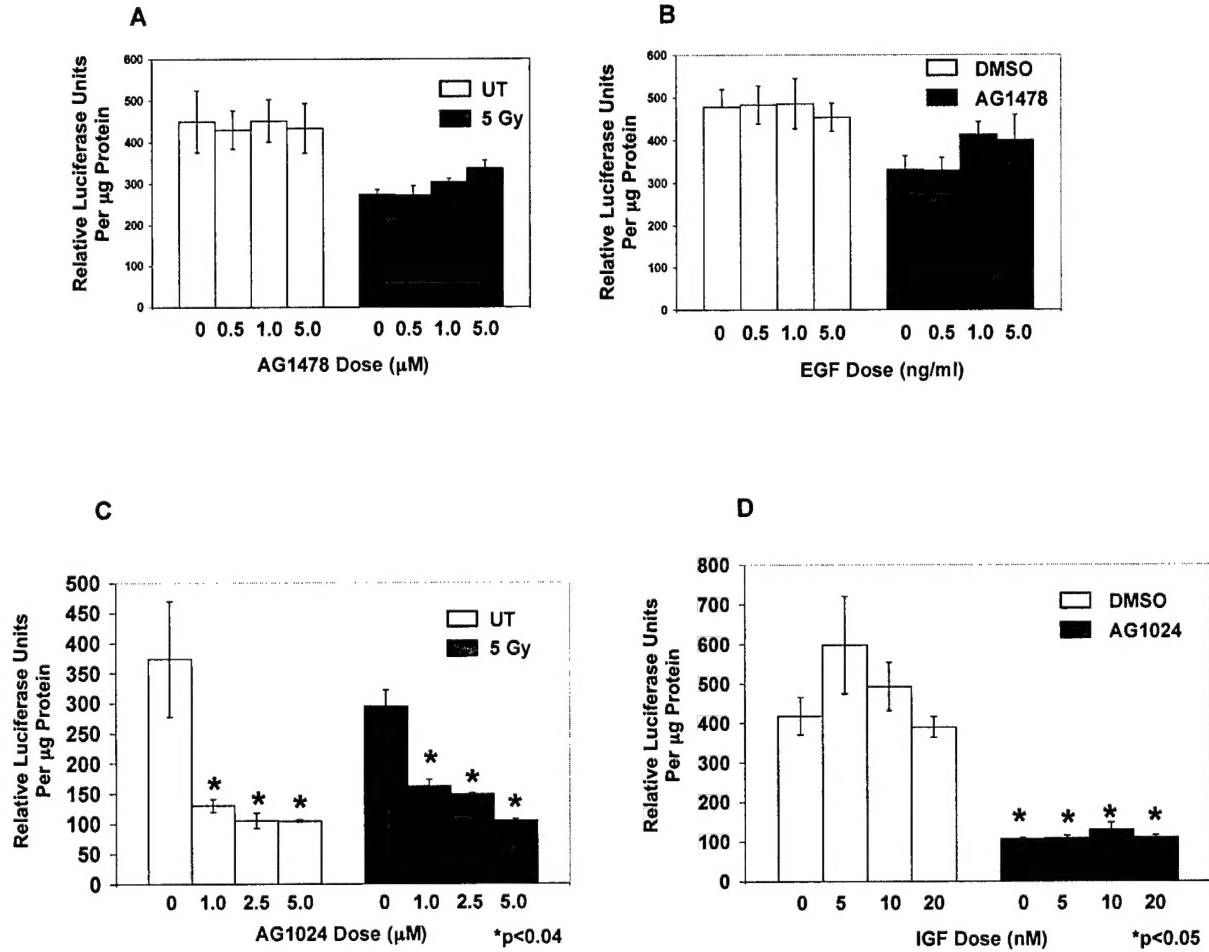 A
Relative Luciferase Units
Per μg Protein
600
500
400
300
200
100
0
UT
5 Gy
0 0.5 1.0 5.0 0 0.5 1.0 5.0
AG1478 Dose (μM)
B
Relative Luciferase Units
Per μg Protein
600
500
400
300
200
100
0
DMSO
AG1478
0 0.5 1.0 5.0 0 0.5 1.0 5.0
EGF Dose (ng/ml)
C
Relative Luciferase Units
Per μg Protein
500
450
400
350
300
250
200
150
100
50
0
UT
5 Gy
* * * * * *
0 1.0 2.5 5.0 0 1.0 2.5 5.0
AG1024 Dose (μM) *p<0.04
D
Relative Luciferase Units
Per μg Protein
800
700
600
500
400
300
200
100
0
DMSO
AG1024
* * * *
0 5 10 20 0 5 10 20
IGF Dose (nM) *p<0.05